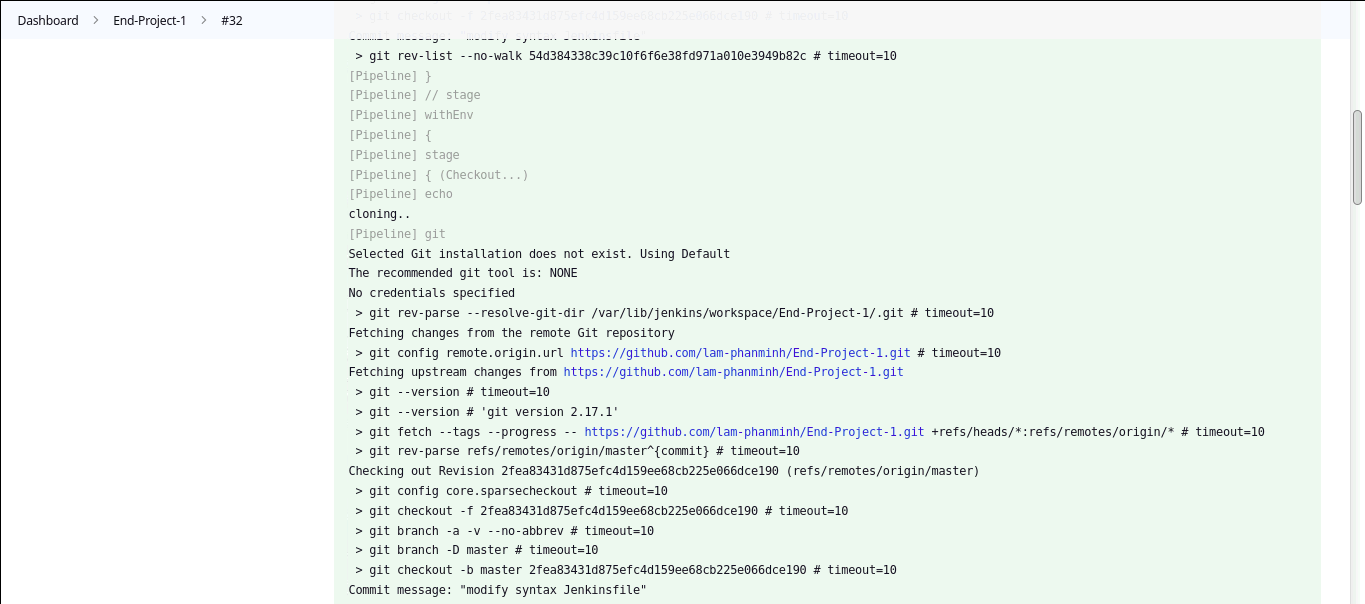 Dashboard > End-Project-1 > #32
> git checkout -f 2fea83431d875efc4d159ee68cb225e066dce190 # timeout=10
Commit message: "modify syntax Jenkinsfile"
> git rev-list --no-walk 54d384338c39c10f6f6e38fd971a010e3949b82c # timeout=10
[Pipeline] }
[Pipeline] // stage
[Pipeline] withEnv
[Pipeline] {
[Pipeline] stage
[Pipeline] { (Checkout...)
[Pipeline] echo
cloning..
[Pipeline] git
Selected Git installation does not exist. Using Default
The recommended git tool is: NONE
No credentials specified
> git rev-parse --resolve-git-dir /var/lib/jenkins/workspace/End-Project-1/.git # timeout=10
Fetching changes from the remote Git repository
> git config remote.origin.url https://github.com/lam-phanminh/End-Project-1.git # timeout=10
Fetching upstream changes from https://github.com/lam-phanminh/End-Project-1.git
> git --version # timeout=10
> git --version # 'git version 2.17.1'
> git fetch --tags --progress -- https://github.com/lam-phanminh/End-Project-1.git +refs/heads/*:refs/remotes/origin/* # timeout=10
> git rev-parse refs/remotes/origin/master^{commit} # timeout=10
Checking out Revision 2fea83431d875efc4d159ee68cb225e066dce190 (refs/remotes/origin/master)
> git config core.sparsecheckout # timeout=10
> git checkout -f 2fea83431d875efc4d159ee68cb225e066dce190 # timeout=10
> git branch -a -v --no-abbrev # timeout=10
> git branch -D master # timeout=10
> git checkout -b master 2fea83431d875efc4d159ee68cb225e066dce190 # timeout=10
Commit message: "modify syntax Jenkinsfile"